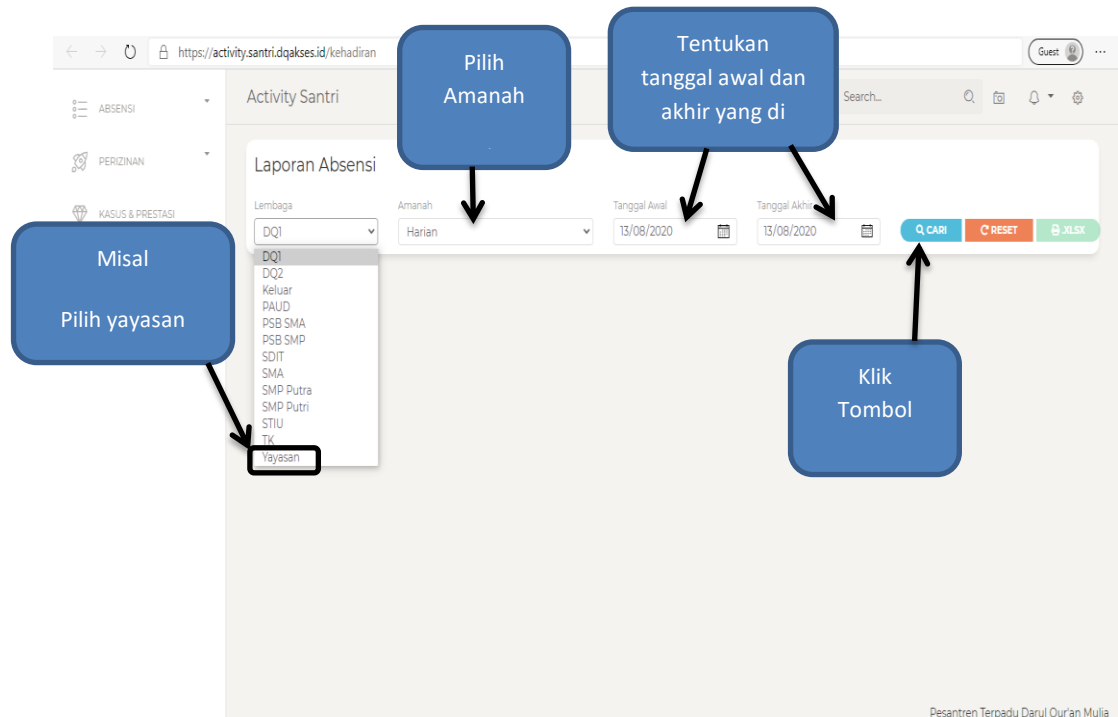 https://activity.santri.dqakses.id/kehadiran
Guest
Pilih
Amanah
Tentukan
tanggal awal dan
akhir yang di
ABSENSI
PERIZINAN
KASUS & PRESTASI
Activity Santri
Search...
Laporan Absensi
Lembaga
Amanah
Tanggal Awal
Tanggal Akhir
DQ1
Harian
13/08/2020
13/08/2020
CARI
RESET
.XLSX
DQ1
DQ2
Keluar
PAUD
PSB SMA
PSB SMP
SDIT
SMA
SMP Putra
SMP Putri
STIU
TK
Yayasan
Misal
Pilih yayasan
Klik
Tombol
Pesantren Terpadu Darul Qur'an Mulia